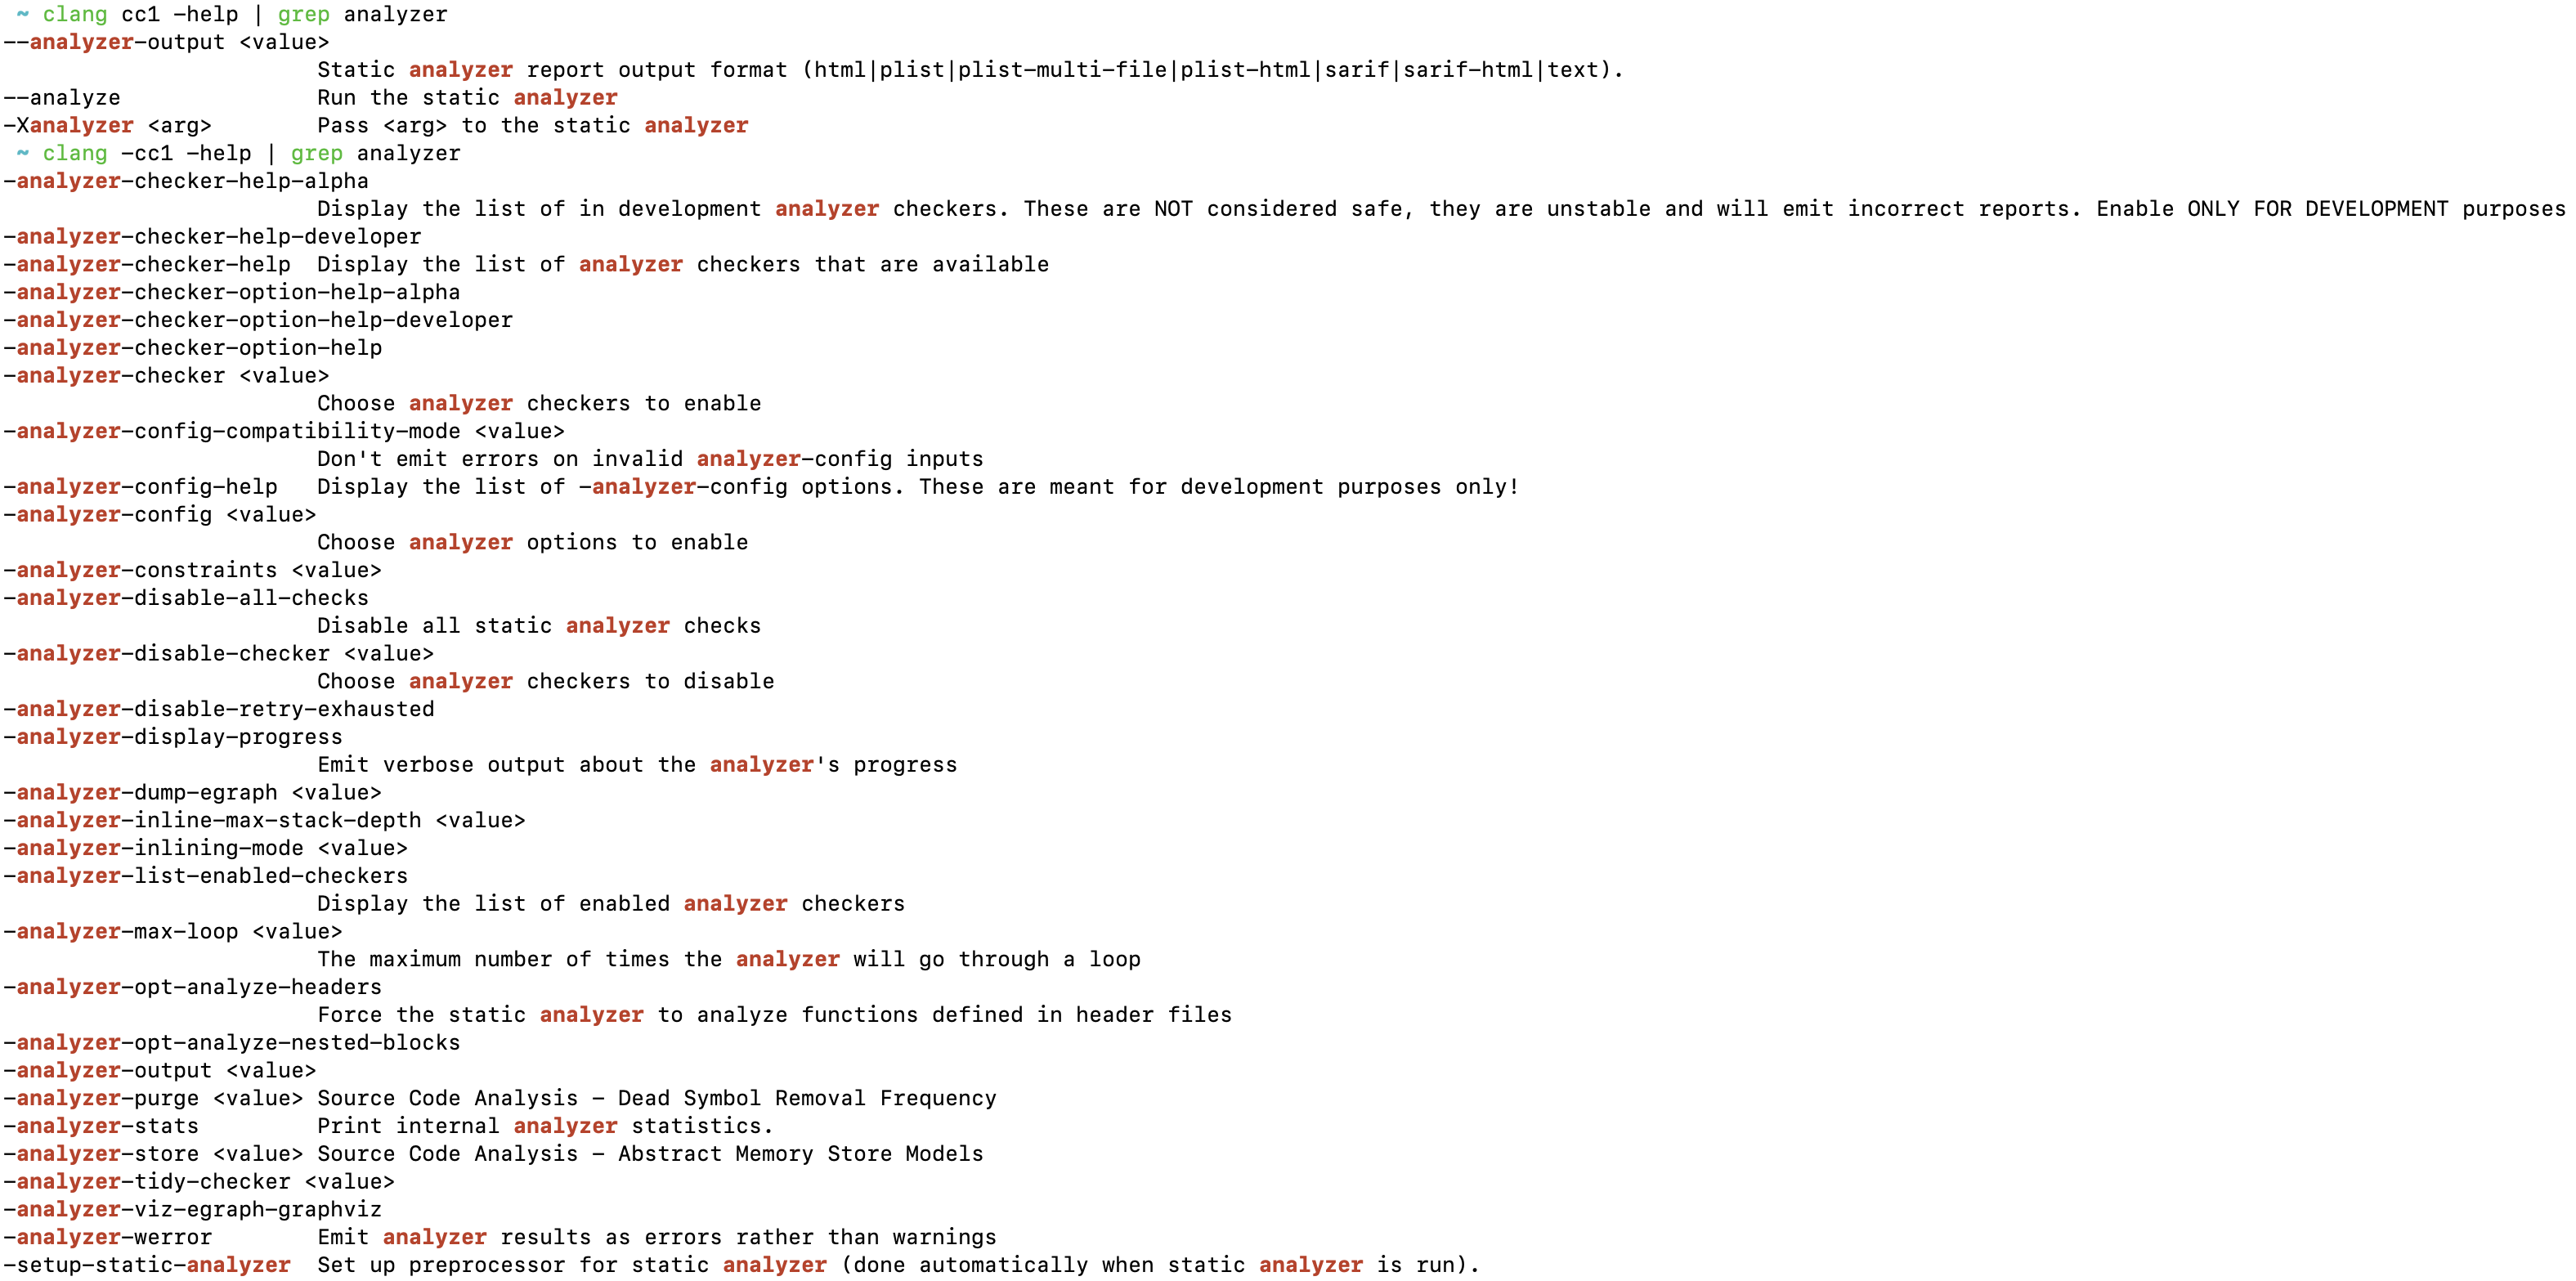 ~ clang cc1 -help | grep analyzer
--analyzer-output <value>
Static analyzer report output format (html|plist|plist-multi-file|plist-html|sarif|sarif-html|text).
--analyze Run the static analyzer
-Xanalyzer <arg> Pass <arg> to the static analyzer
~ clang -cc1 -help | grep analyzer
-analyzer-checker-help-alpha
Display the list of in development analyzer checkers. These are NOT considered safe, they are unstable and will emit incorrect reports. Enable ONLY FOR DEVELOPMENT purposes
-analyzer-checker-help-developer
-analyzer-checker-help Display the list of analyzer checkers that are available
-analyzer-checker-option-help-alpha
-analyzer-checker-option-help-developer
-analyzer-checker-option-help
-analyzer-checker <value>
Choose analyzer checkers to enable
-analyzer-config-compatibility-mode <value>
Don't emit errors on invalid analyzer-config inputs
-analyzer-config-help Display the list of -analyzer-config options. These are meant for development purposes only!
-analyzer-config <value>
Choose analyzer options to enable
-analyzer-constraints <value>
-analyzer-disable-all-checks
Disable all static analyzer checks
-analyzer-disable-checker <value>
Choose analyzer checkers to disable
-analyzer-disable-retry-exhausted
-analyzer-display-progress
Emit verbose output about the analyzer's progress
-analyzer-dump-egraph <value>
-analyzer-inline-max-stack-depth <value>
-analyzer-inlining-mode <value>
-analyzer-list-enabled-checkers
Display the list of enabled analyzer checkers
-analyzer-max-loop <value>
The maximum number of times the analyzer will go through a loop
-analyzer-opt-analyze-headers
Force the static analyzer to analyze functions defined in header files
-analyzer-opt-analyze-nested-blocks
-analyzer-output <value>
-analyzer-purge <value> Source Code Analysis - Dead Symbol Removal Frequency
-analyzer-stats Print internal analyzer statistics.
-analyzer-store <value> Source Code Analysis - Abstract Memory Store Models
-analyzer-tidy-checker <value>
-analyzer-viz-egraph-graphviz
-analyzer-werror Emit analyzer results as errors rather than warnings
-setup-static-analyzer Set up preprocessor for static analyzer (done automatically when static analyzer is run).